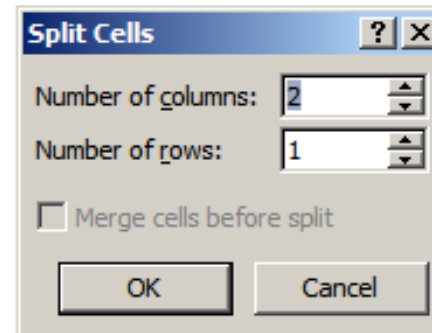 Split Cells ? X
Number of columns: 2
Number of rows: 1
Merge cells before split
OK Cancel